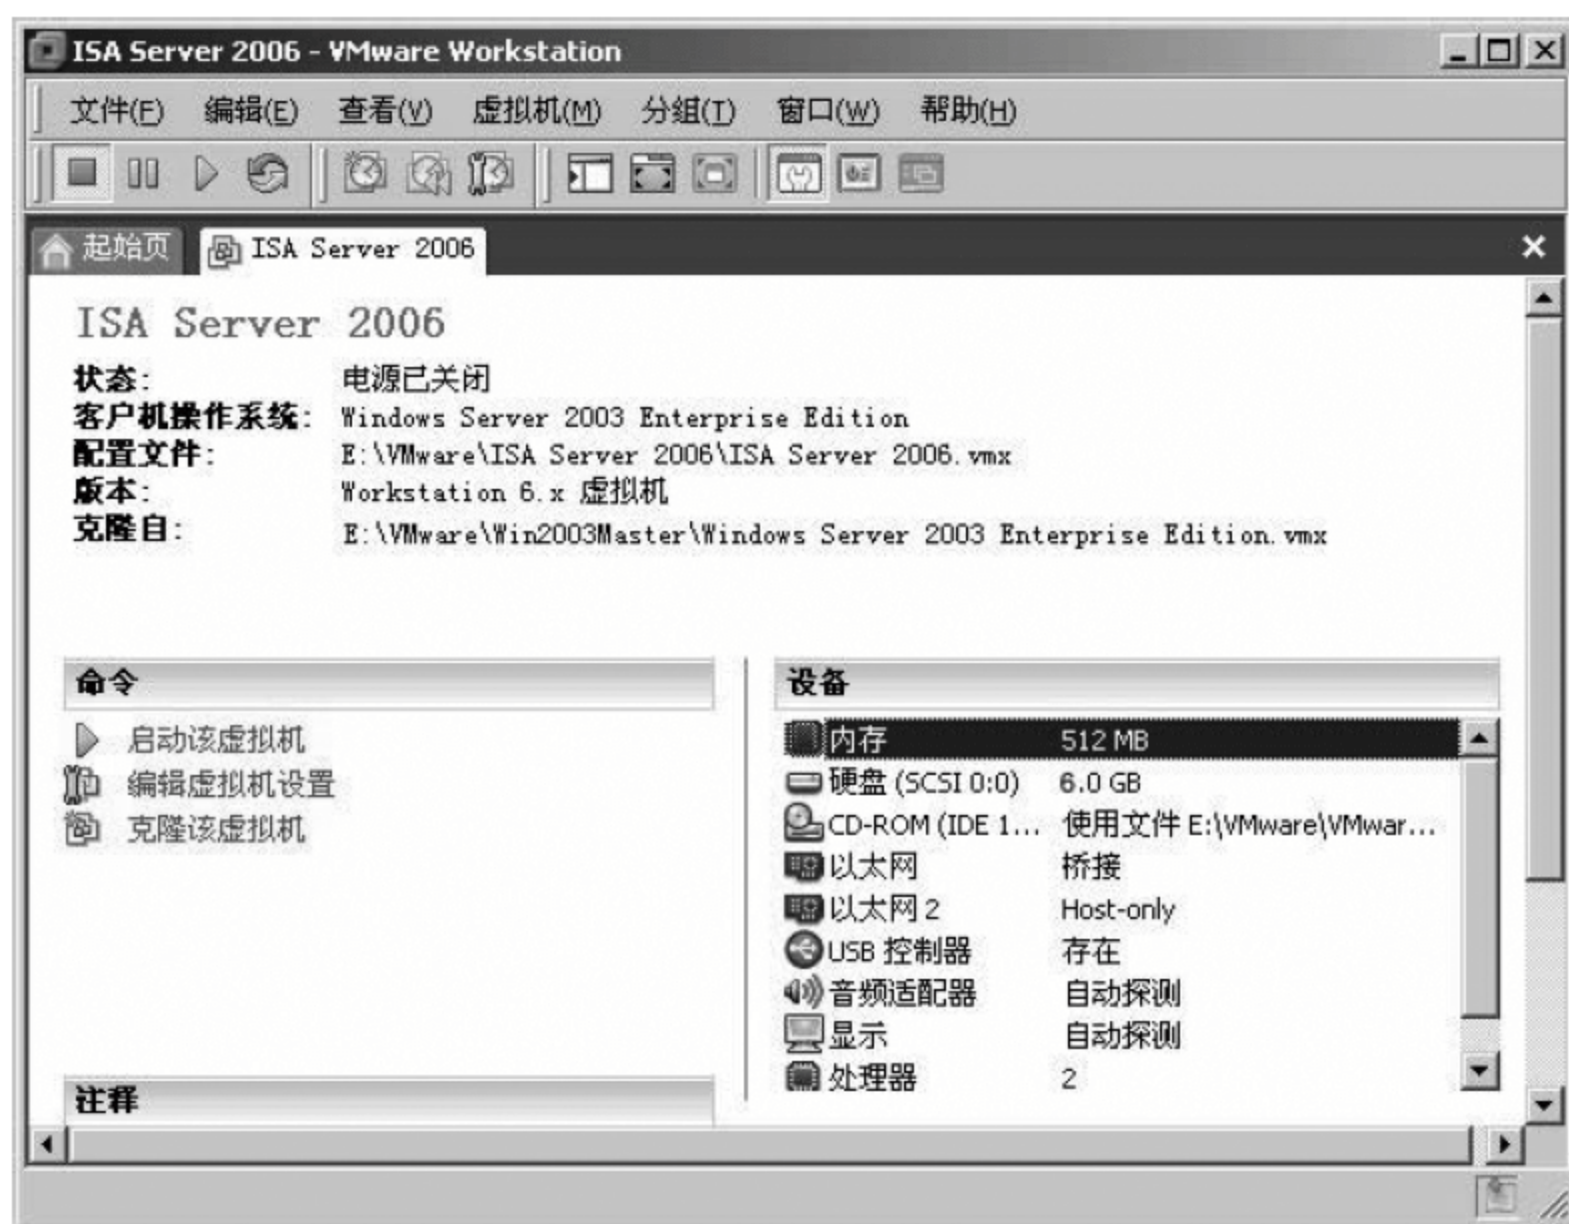 ISA Server 2006 - VMware Workstation
文件(F) 编辑(E) 查看(V) 虚拟机(M) 分组(T) 窗口(W) 帮助(H)
起始页 ISA Server 2006
ISA Server 2006
状态: 电源已关闭
客户机操作系统: Windows Server 2003 Enterprise Edition
配置文件: E:\VMware\ISA Server 2006\ISA Server 2006.vmx
版本: Workstation 6.x 虚拟机
克隆自: E:\VMware\Win2003Master\Windows Server 2003 Enterprise Edition.vmx
命令
启动该虚拟机
编辑虚拟机设置
克隆该虚拟机
注释
设备
内存 512 MB
硬盘 (SCSI 0:0) 6.0 GB
CD-ROM (IDE 1... 使用文件 E:\VMware\VMwar...
以太网 桥接
以太网 2 Host-only
USB 控制器 存在
音频适配器 自动探测
显示 自动探测
处理器 2